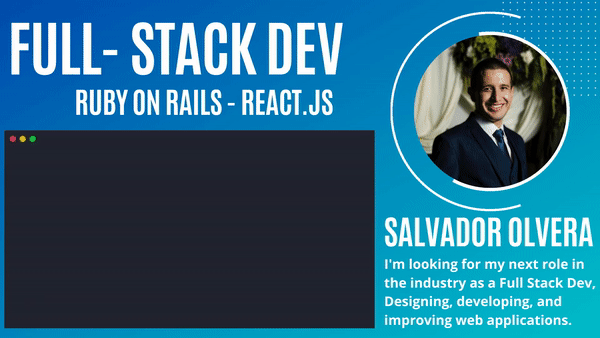 FULL- STACK DEV
RUBY ON RAILS - REACT.JS
SALVADOR OLVERA
I'm looking for my next role in
the industry as a Full Stack Dev,
Designing, developing, and
improving web applications.